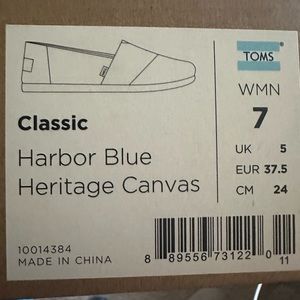 TOMS
WMN
7
UK 5
EUR 37.5
CM 24
Classic
Harbor Blue
Heritage Canvas
10014384
MADE IN CHINA
8 89556 73122 0 11